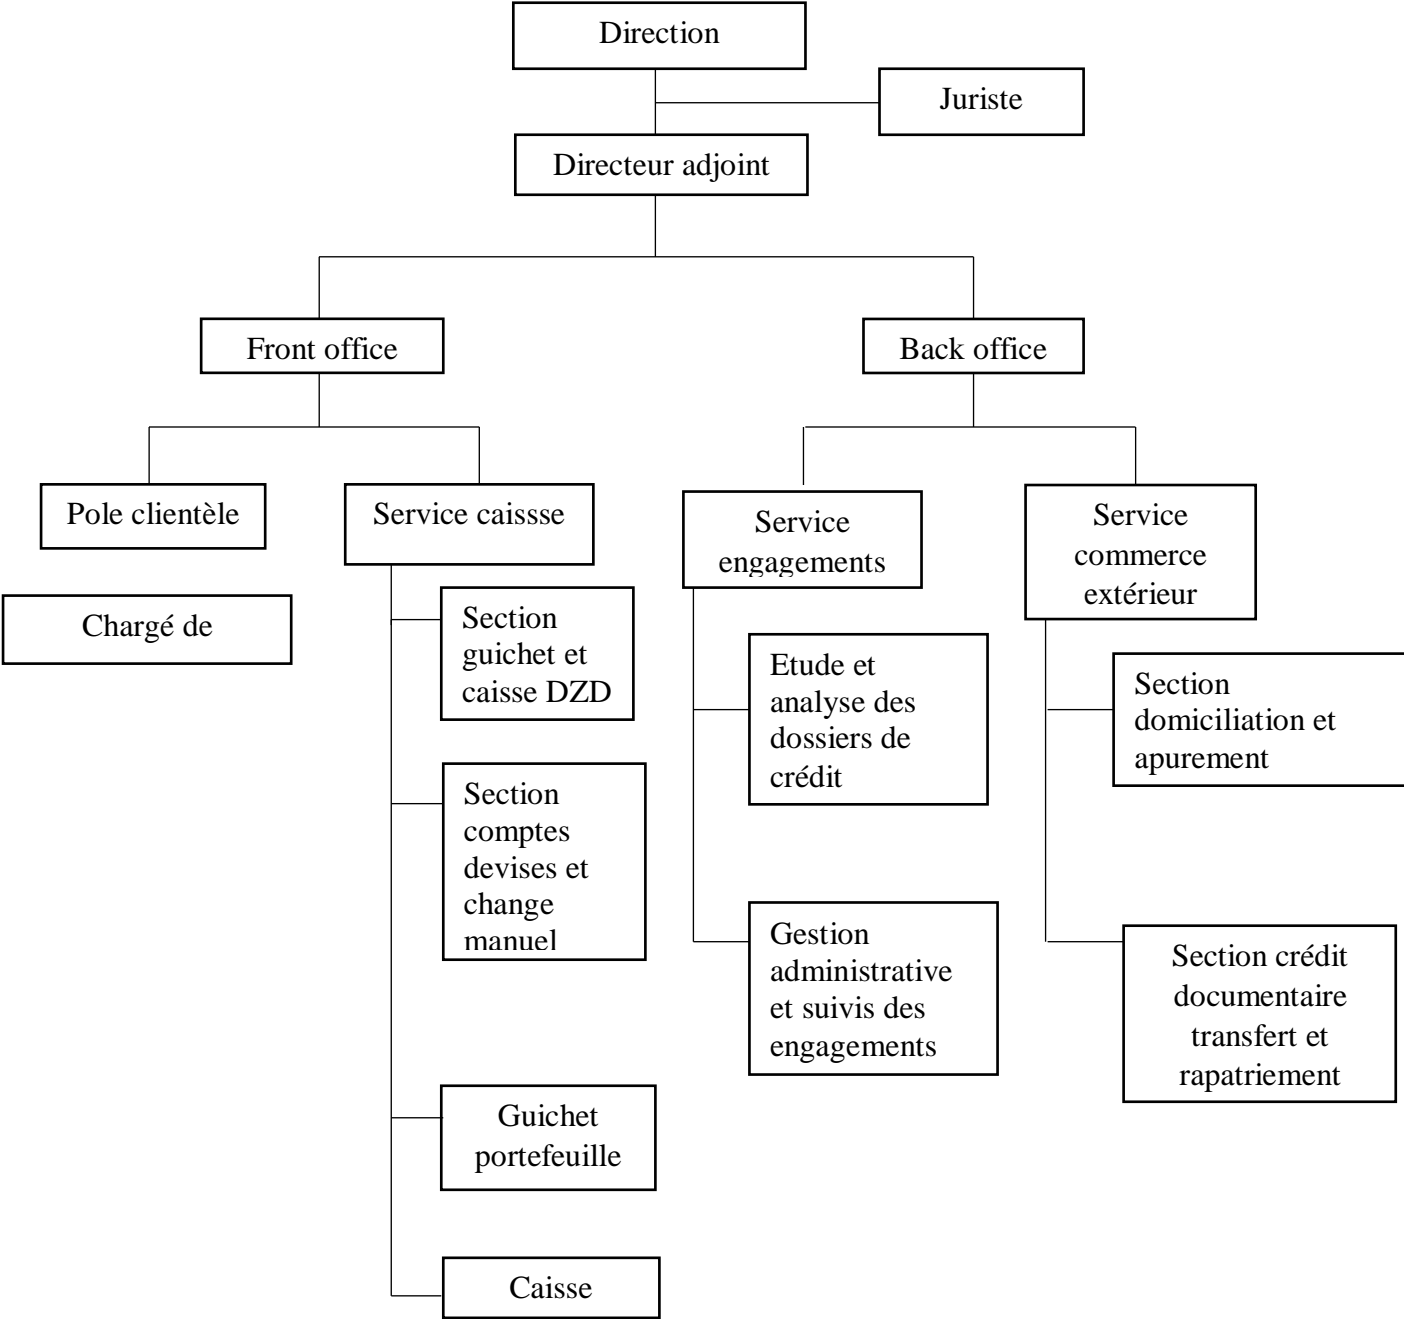 Direction
Juriste
Directeur adjoint
Front office
Back office
Pole clientèle
Service caissse
Service
engagements
Service
commerce
extérieur
Chargé de
Section
guichet et
caisse DZD
Etude et
analyse des
dossiers de
crédit
Section
domiciliation et
apurement
Section
comptes
devises et
change
manuel
Gestion
administrative
et suivis des
engagements
Section crédit
documentaire
transfert et
rapatriement
Guichet
portefeuille
Caisse